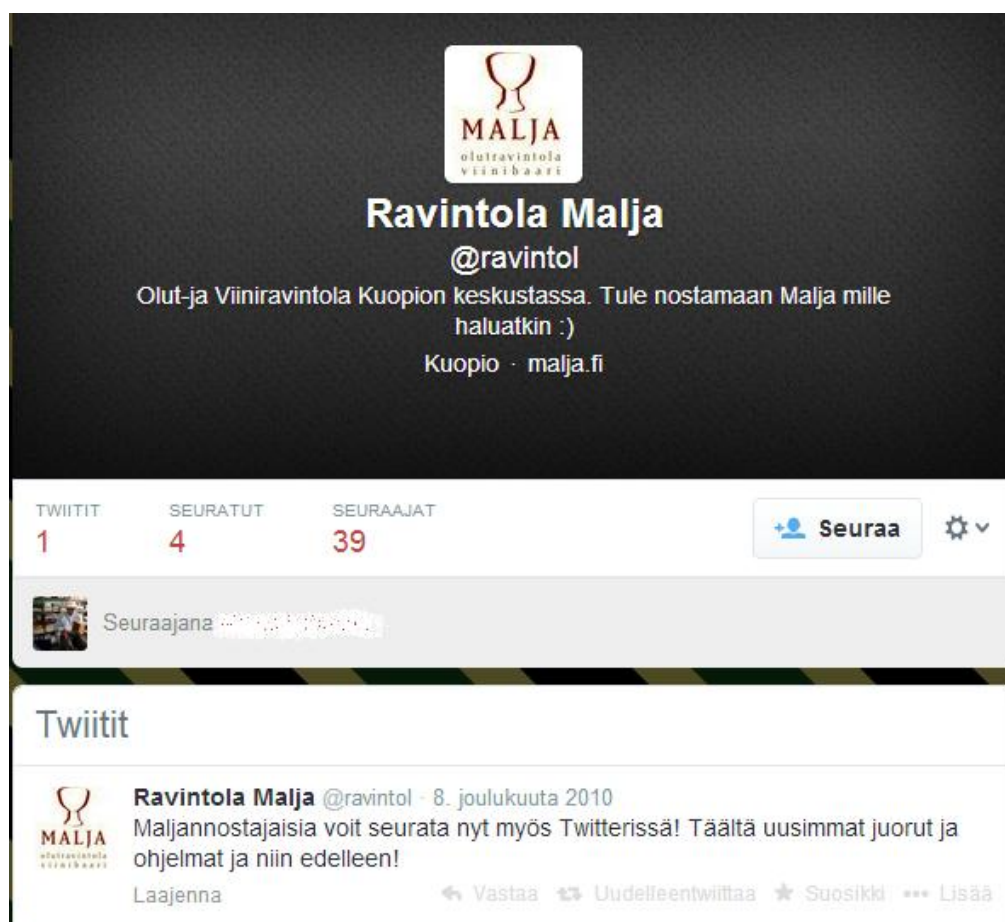 MALJA
olutravintola
viinibaari
Ravintola Malja
@ravintol
Olut-ja Viiniravintola Kuopion keskustassa. Tule nostamaan Malja mille
haluatkin :)
Kuopio · malja.fi
TWIITIT SEURATUT SEURAAJAT
1 4 39
Seuraa
Seuraajana
Twiitit
MALJA
olutravintola
viinibaari
Ravintola Malja @ravintol · 8. joulukuuta 2010
Maljannostajaisia voit seurata nyt myös Twitterissä! Täältä uusimmat juorut ja
ohjelmat ja niin edelleen!
Laajenna Vastaa Uudelleentwiittaa Suosikki Lisää